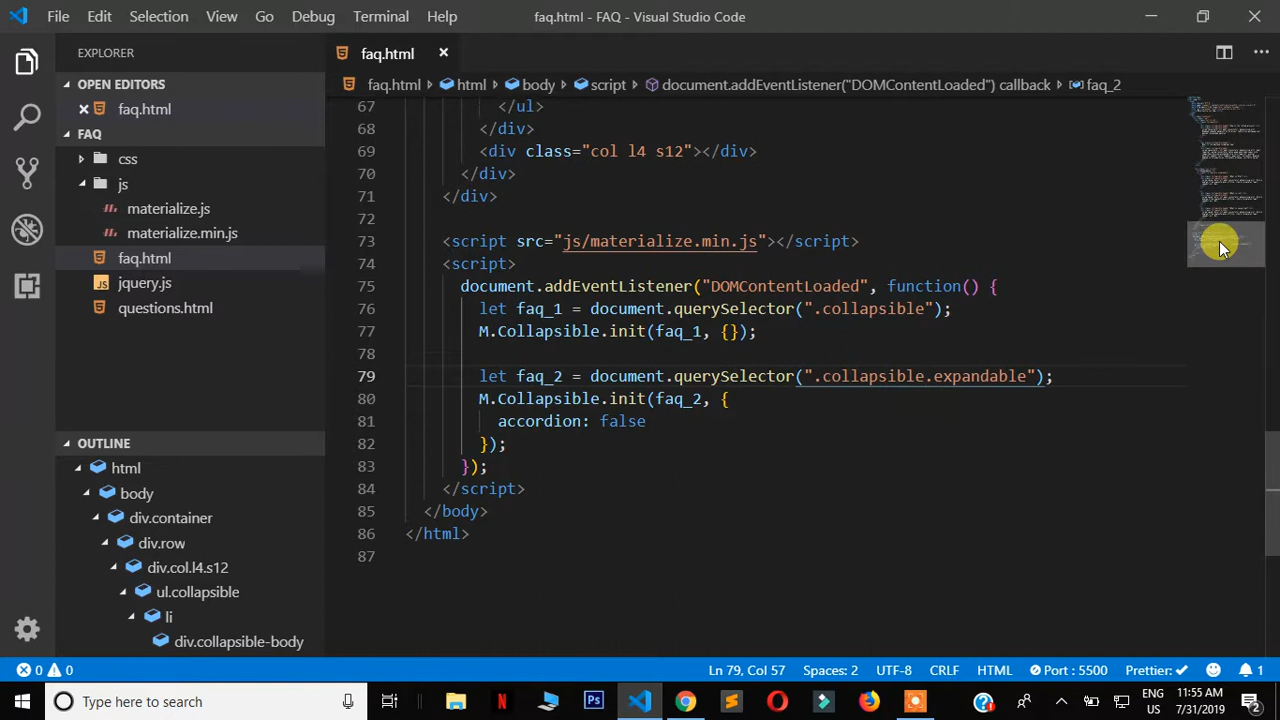 File Edit Selection View Go Debug Terminal Help faq.html - FAQ - Visual Studio Code
EXPLORER
OPEN EDITORS
faq.html
FAQ
css
js
materialize.js
materialize.min.js
faq.html
jquery.js
questions.html
OUTLINE
html
body
div.container
div.row
div.col.l4.s12
ul.collapsible
li
div.collapsible-body
faq.html
faq.html html body script document.addEventListener("DOMContentLoaded") callback faq_2
67 </ul>
68 </div>
69 <div class="col l4 s12"></div>
70 </div>
71 </div>
72
73 <script src="js/materialize.min.js"></script>
74 <script>
75 document.addEventListener("DOMContentLoaded", function() {
76 let faq_1 = document.querySelector(".collapsible");
77 M.Collapsible.init(faq_1, {});
78
79 let faq_2 = document.querySelector(".collapsible.expandable");
80 M.Collapsible.init(faq_2, {
81 accordion: false
82 });
83 });
84 </script>
85 </body>
86 </html>
87
0 0 Ln 79, Col 57 Spaces: 2 UTF-8 CRLF HTML Port : 5500 Prettier: 1
Type here to search
Ps
ENG
US
11:55 AM
7/31/2019
2